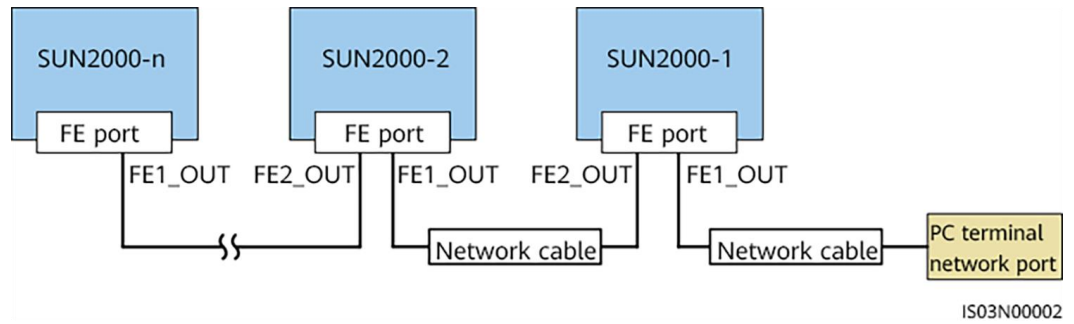 SUN2000-n
SUN2000-2
SUN2000-1
FE port
FE port
FE port
FE1_OUT
FE2_OUT
FE1_OUT
FE2_OUT
FE1_OUT
Network cable
Network cable
PC terminal
network port
IS03N00002